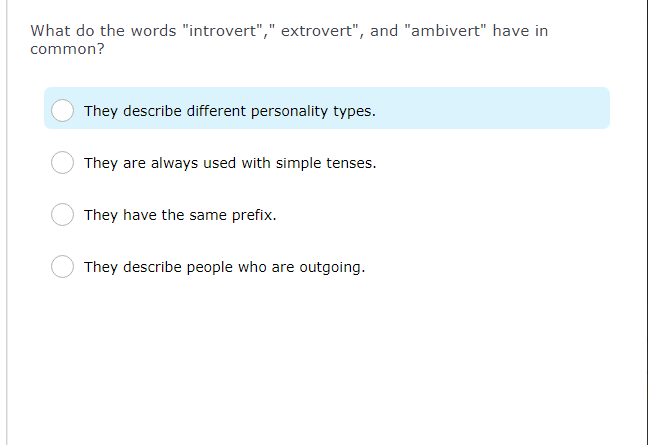 What do the words "introvert"," extrovert", and "ambivert" have in
common?
They describe different personality types.
They are always used with simple tenses.
They have the same prefix.
They describe people who are outgoing.